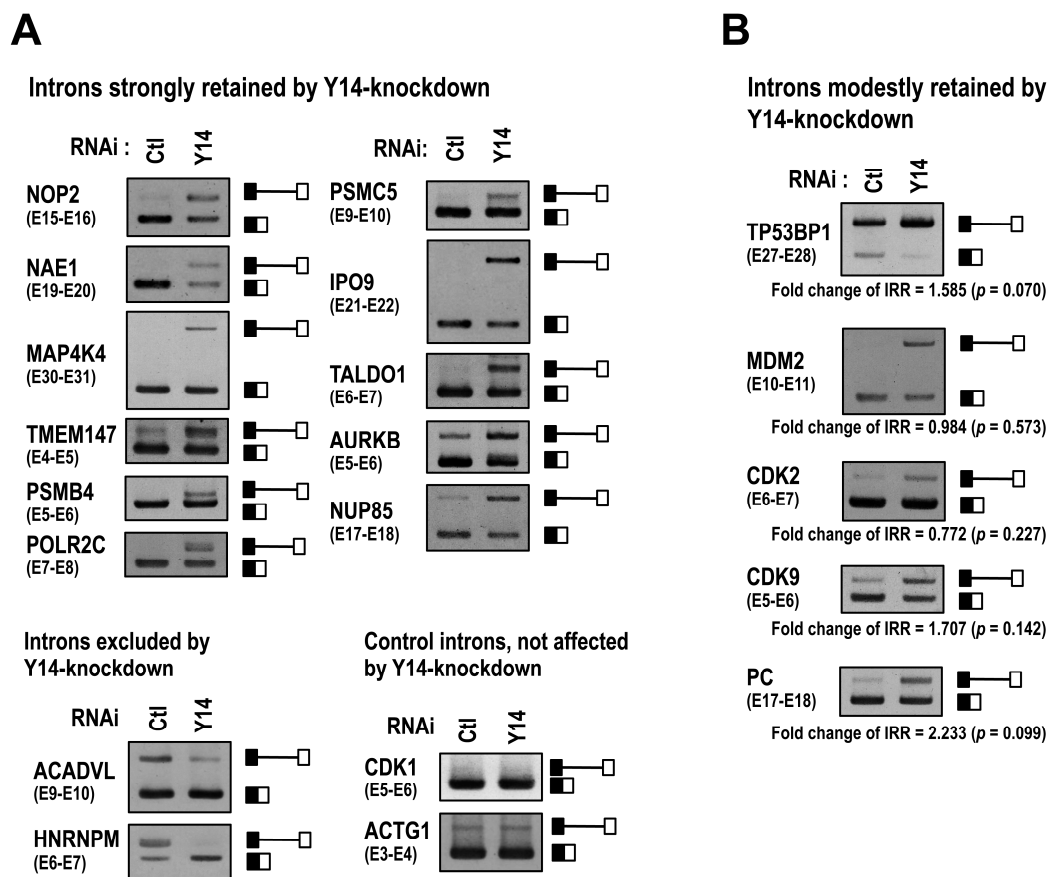 A
Introns strongly retained by Y14-knockdown
RNAi : Ctl Y14
NOP2
(E15-E16)
NAE1
(E19-E20)
MAP4K4
(E30-E31)
TMEM147
(E4-E5)
PSMB4
(E5-E6)
POLR2C
(E7-E8)
RNAi: Ctl Y14
PSMC5
(E9-E10)
IPO9
(E21-E22)
TALDO1
(E6-E7)
AURKB
(E5-E6)
NUP85
(E17-E18)
Introns excluded by
Y14-knockdown
RNAi Ctl Y14
ACADVL
(E9-E10)
HNRNPM
(E6-E7)
Control introns, not affected
by Y14-knockdown
RNAi Ctl Y14
CDK1
(E5-E6)
ACTG1
(E3-E4)
B
Introns modestly retained by
Y14-knockdown
RNAi : Ctl Y14
TP53BP1
(E27-E28)
Fold change of IRR = 1.585 (p = 0.070)
MDM2
(E10-E11)
Fold change of IRR = 0.984 (p = 0.573)
CDK2
(E6-E7)
Fold change of IRR = 0.772 (p = 0.227)
CDK9
(E5-E6)
Fold change of IRR = 1.707 (p = 0.142)
PC
(E17-E18)
Fold change of IRR = 2.233 (p = 0.099)